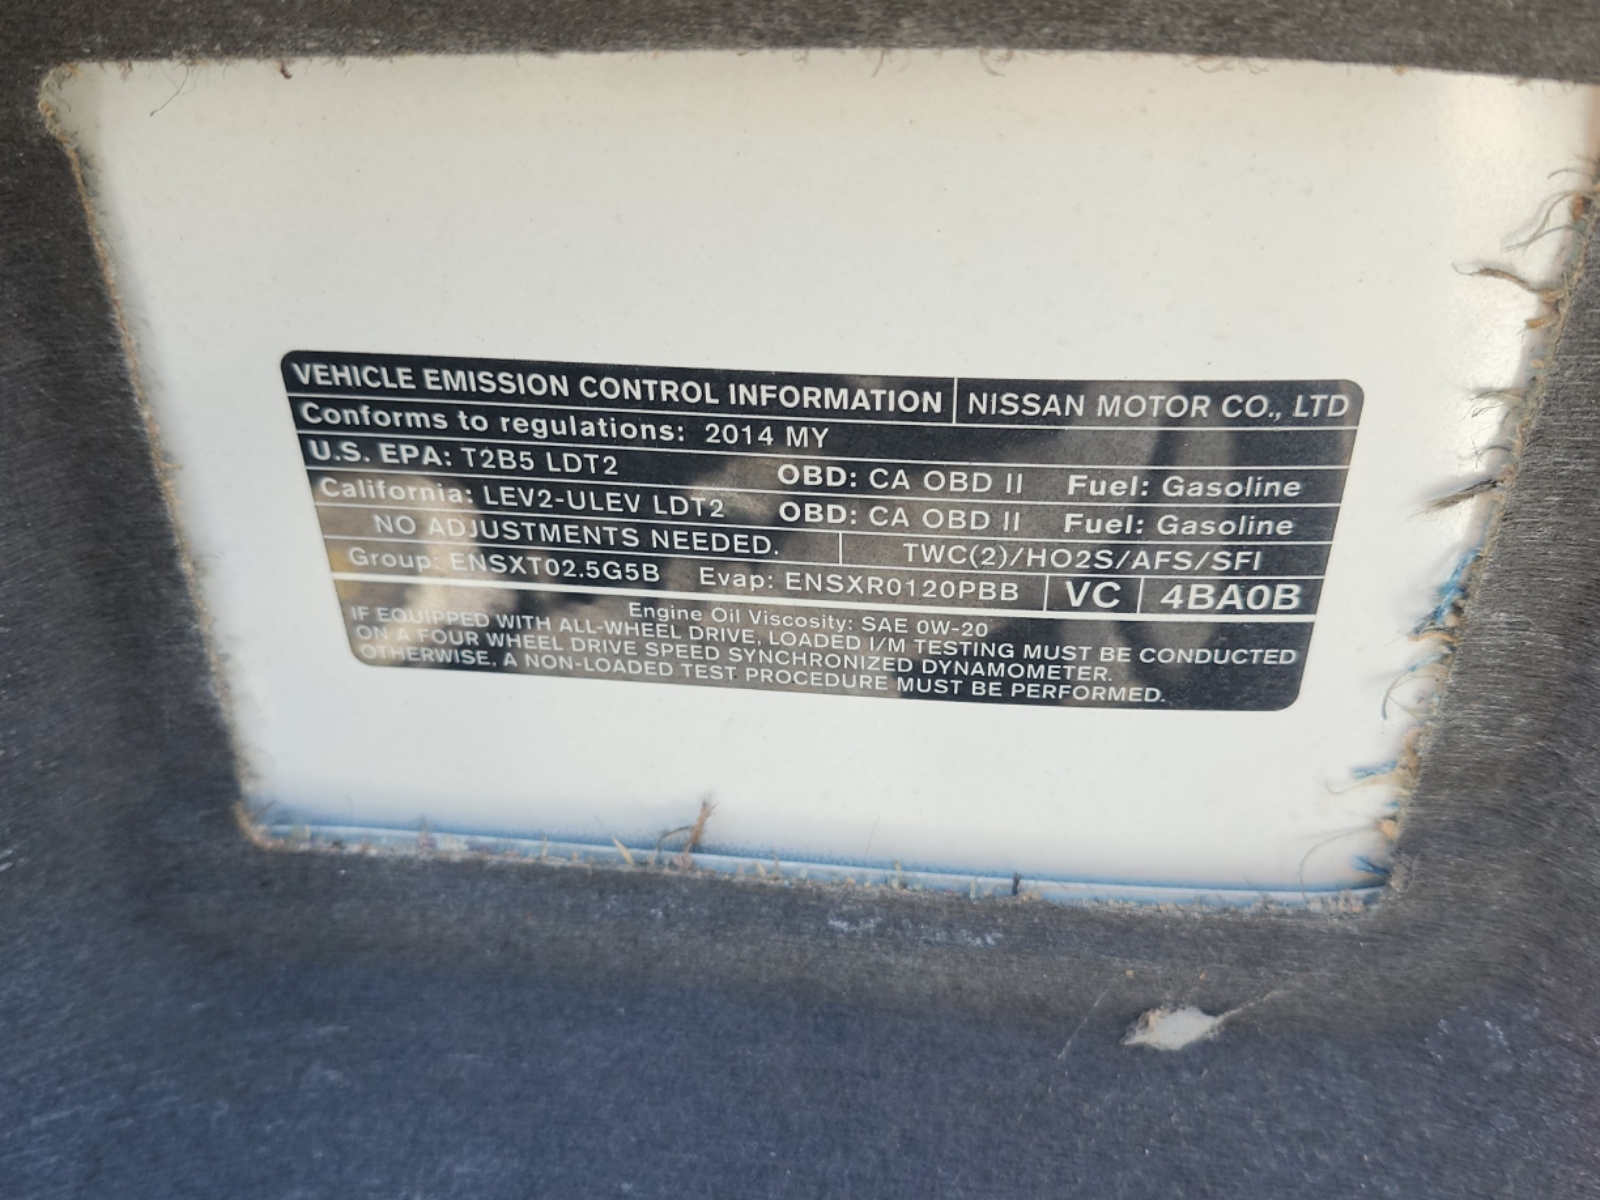 VEHICLE EMISSION CONTROL INFORMATION NISSAN MOTOR CO., LTD
Conforms to regulations: 2014 MY
U.S. EPA: T2B5 LDT2 OBD: CA OBD II Fuel: Gasoline
California: LEV2-ULEV LDT2 OBD: CA OBD II Fuel: Gasoline
NO ADJUSTMENTS NEEDED. TWC(2)/HO2S/AFS/SFI
Group: ENSXT02.5G5B Evap: ENSXR0120PBB VC 4BA0B
Engine Oil Viscosity: SAE 0W-20
IF EQUIPPED WITH ALL-WHEEL DRIVE, LOADED I/M TESTING MUST BE CONDUCTED
ON A FOUR WHEEL DRIVE SPEED SYNCHRONIZED DYNAMOMETER.
OTHERWISE, A NON-LOADED TEST PROCEDURE MUST BE PERFORMED.